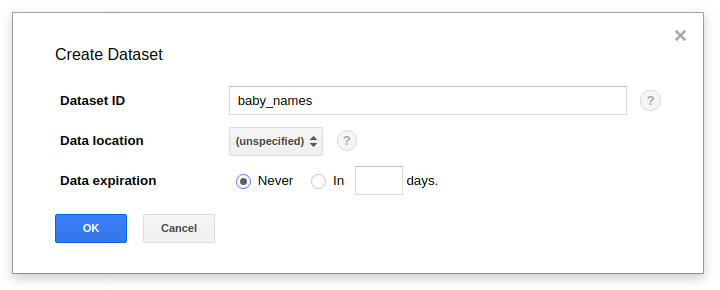 Create Dataset
Dataset ID baby_names ?
Data location (unspecified) ?
Data expiration Never In days.
OK Cancel